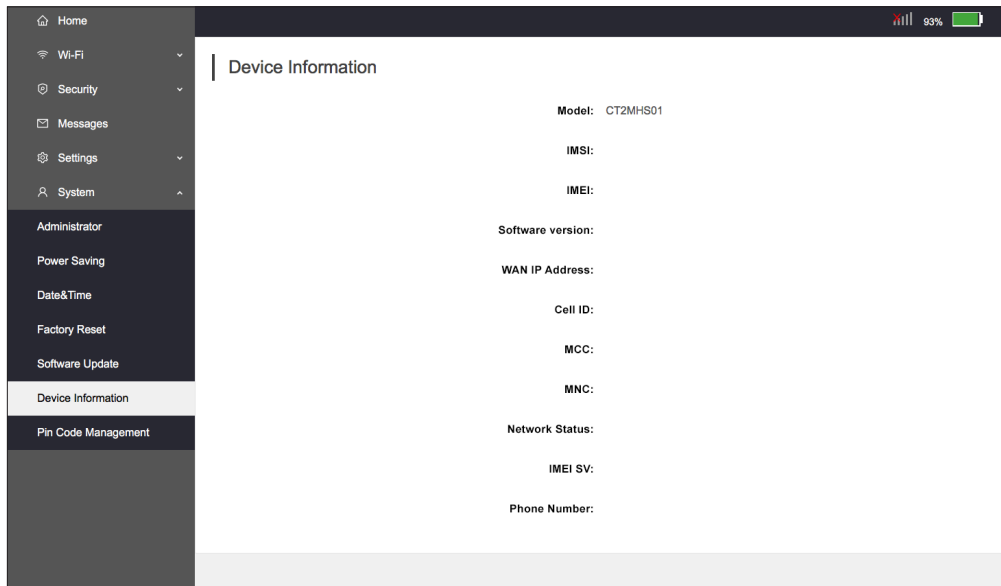 93%
Home
Wi-Fi
Security
Messages
Settings
System
Administrator
Power Saving
Date&Time
Factory Reset
Software Update
Device Information
Pin Code Management
Device Information
Model: CT2MHS01
IMSI:
IMEI:
Software version:
WAN IP Address:
Cell ID:
MCC:
MNC:
Network Status:
IMEI SV:
Phone Number: